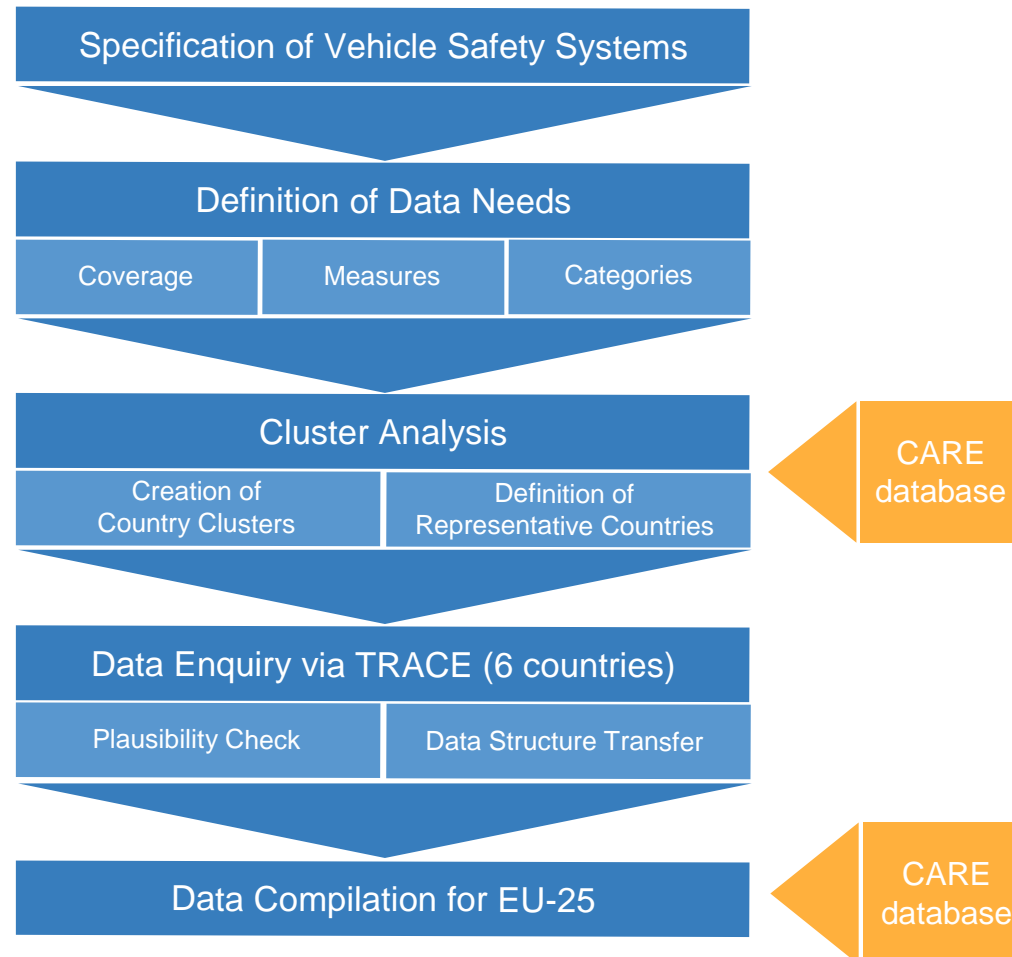 Specification of Vehicle Safety Systems
Definition of Data Needs
Coverage
Measures
Categories
Cluster Analysis
Creation of
Country Clusters
Definition of
Representative Countries
CARE
database
Data Enquiry via TRACE (6 countries)
Plausibility Check
Data Structure Transfer
Data Compilation for EU-25
CARE
database